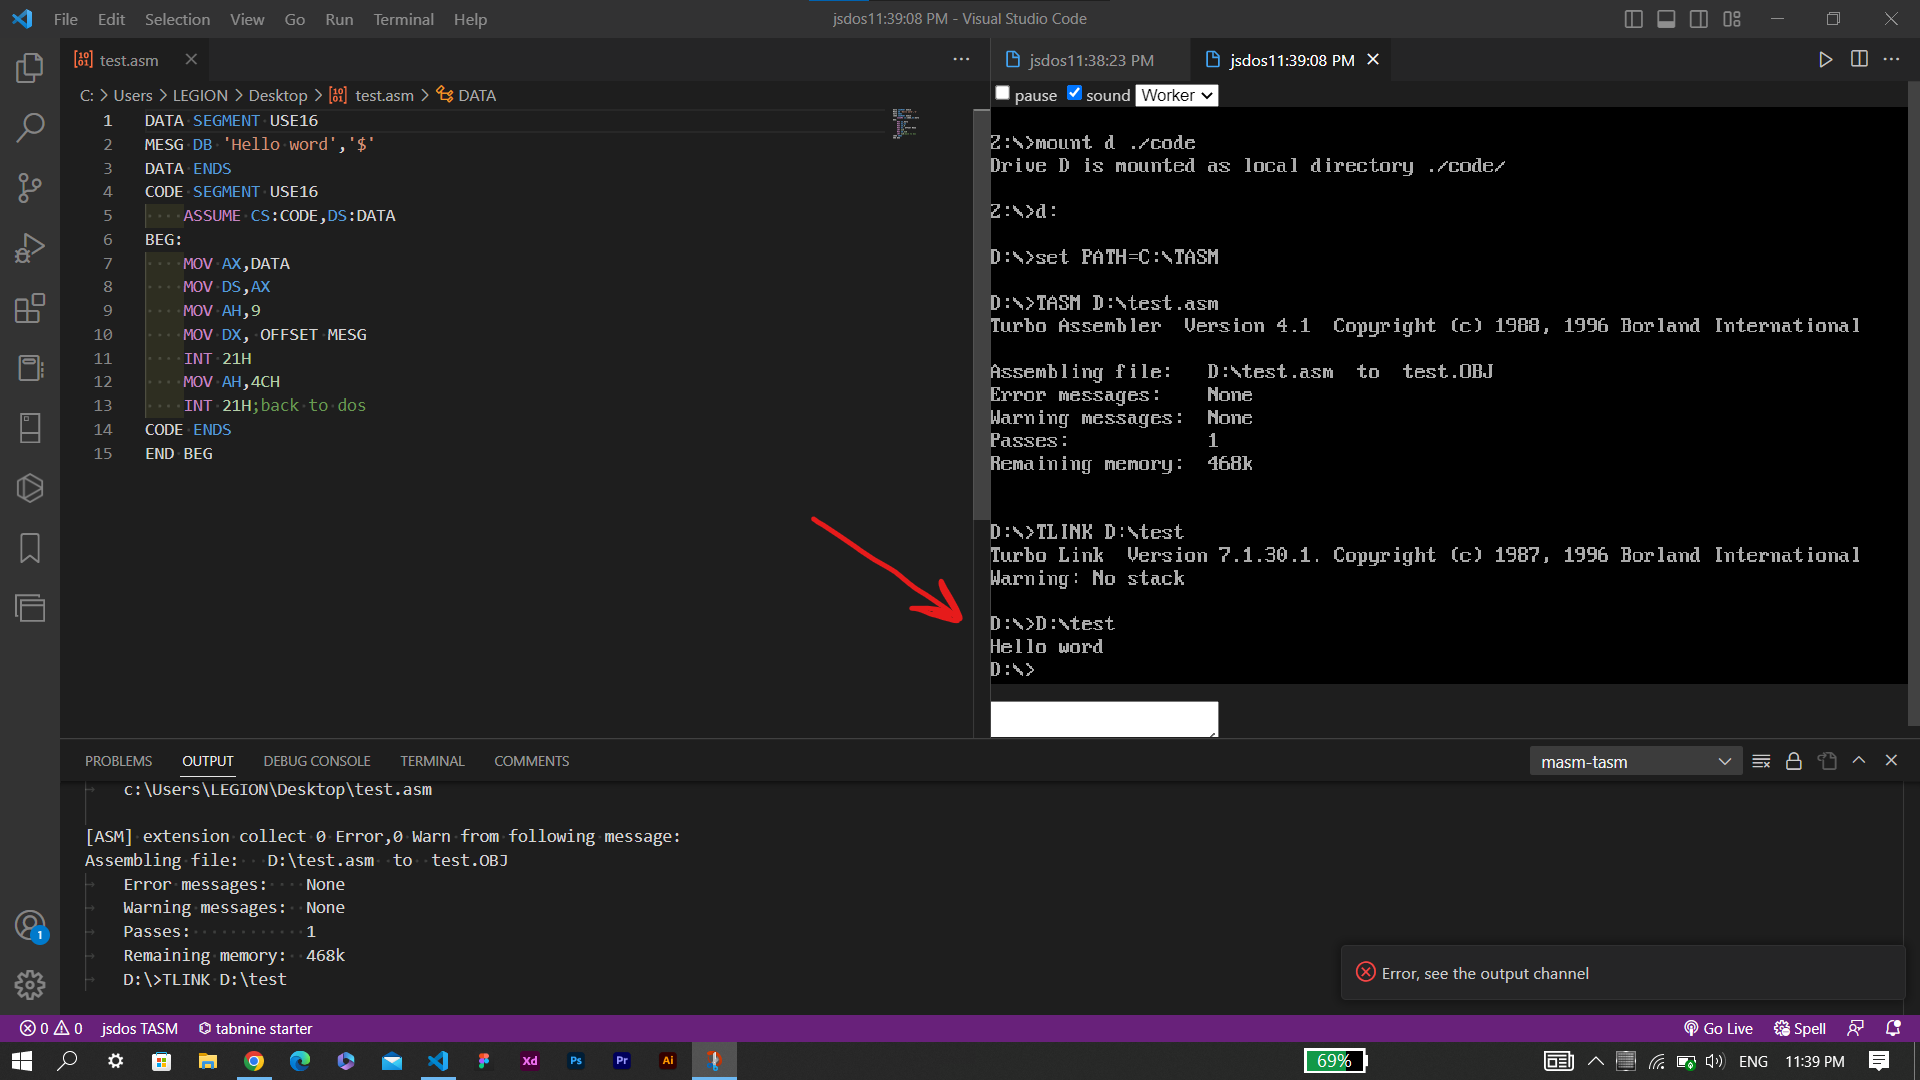 File Edit Selection View Go Run Terminal Help
jsdos11:39:08 PM - Visual Studio Code
test.asm
C: > Users > LEGION > Desktop > test.asm > DATA
1 DATA SEGMENT USE16
2 MESG DB 'Hello word','$'
3 DATA ENDS
4 CODE SEGMENT USE16
5 ASSUME CS:CODE,DS:DATA
6 BEG:
7 MOV AX,DATA
8 MOV DS,AX
9 MOV AH,9
10 MOV DX, OFFSET MESG
11 INT 21H
12 MOV AH,4CH
13 INT 21H;back to dos
14 CODE ENDS
15 END BEG
jsdos11:38:23 PM jsdos11:39:08 PM
pause sound Worker
Z:\>mount d ./code
Drive D is mounted as local directory ./code/
Z:\>d:
D:\>set PATH=C:\TASM
D:\>TASM D:\test.asm
Turbo Assembler Version 4.1 Copyright (c) 1988, 1996 Borland International
Assembling file: D:\test.asm to test.OBJ
Error messages: None
Warning messages: None
Passes: 1
Remaining memory: 468k
D:\>TLINK D:\test
Turbo Link Version 7.1.30.1. Copyright (c) 1987, 1996 Borland International
Warning: No stack
D:\>D:\test
Hello word
D:\>
PROBLEMS OUTPUT DEBUG CONSOLE TERMINAL COMMENTS
masm-tasm
c:\Users\LEGION\Desktop\test.asm
[ASM] extension collect 0 Error,0 Warn from following message:
Assembling file: D:\test.asm to test.OBJ
Error messages: None
Warning messages: None
Passes: 1
Remaining memory: 468k
D:\>TLINK D:\test
Error, see the output channel
1
0 0 jsdos TASM tabnine starter
Go Live Spell
Xd Ps Pr Ai
69%
ENG 11:39 PM